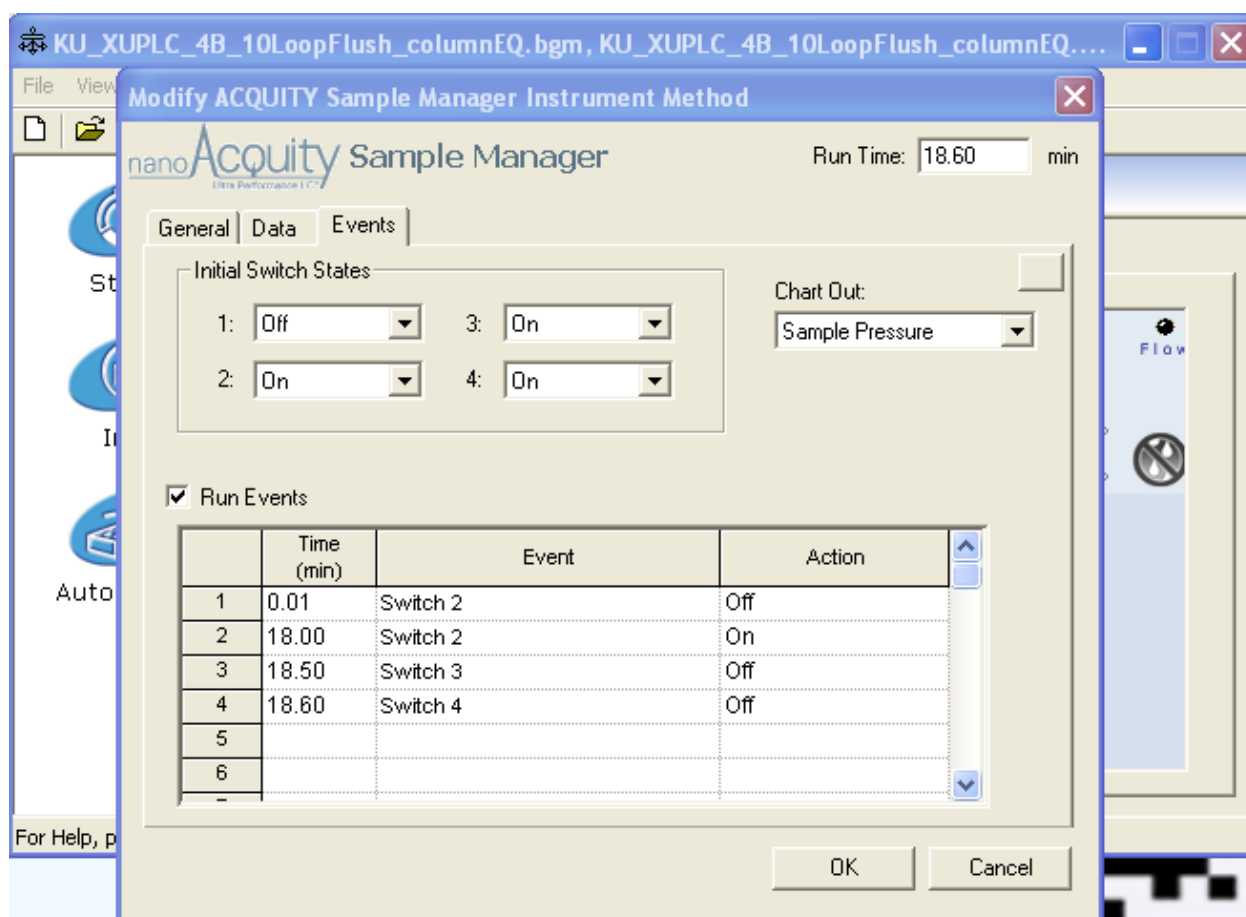 KU_XUPLC_4B_10LoopFlush_columnEQ.bgm, KU_XUPLC_4B_10LoopFlush_columnEQ....
File View
Modify ACQUITY Sample Manager Instrument Method
nanoAcquity Sample Manager
Ultra Performance LC
Run Time: 18.60 min
General Data Events
Initial Switch States
1: Off 3: On
2: On 4: On
Chart Out:
Sample Pressure
Flow
St
In
Auto
Run Events
Time (min) Event Action
1 0.01 Switch 2 Off
2 18.00 Switch 2 On
3 18.50 Switch 3 Off
4 18.60 Switch 4 Off
5
6
For Help, p
OK Cancel